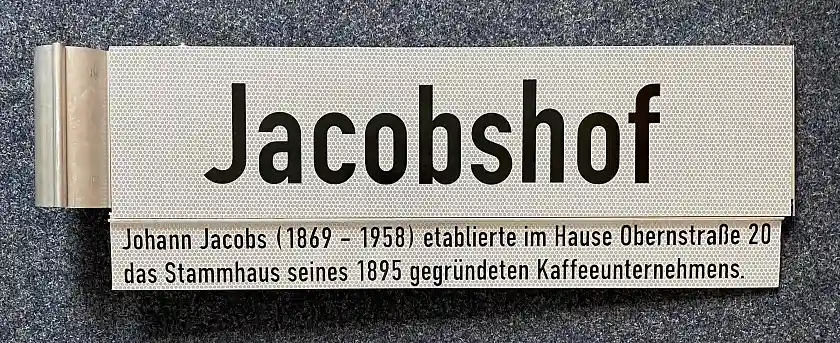 Jacobshof
Johann Jacobs (1869 – 1958) etablierte im Hause Obernstraße 20
das Stammhaus seines 1895 gegründeten Kaffeeunternehmens.